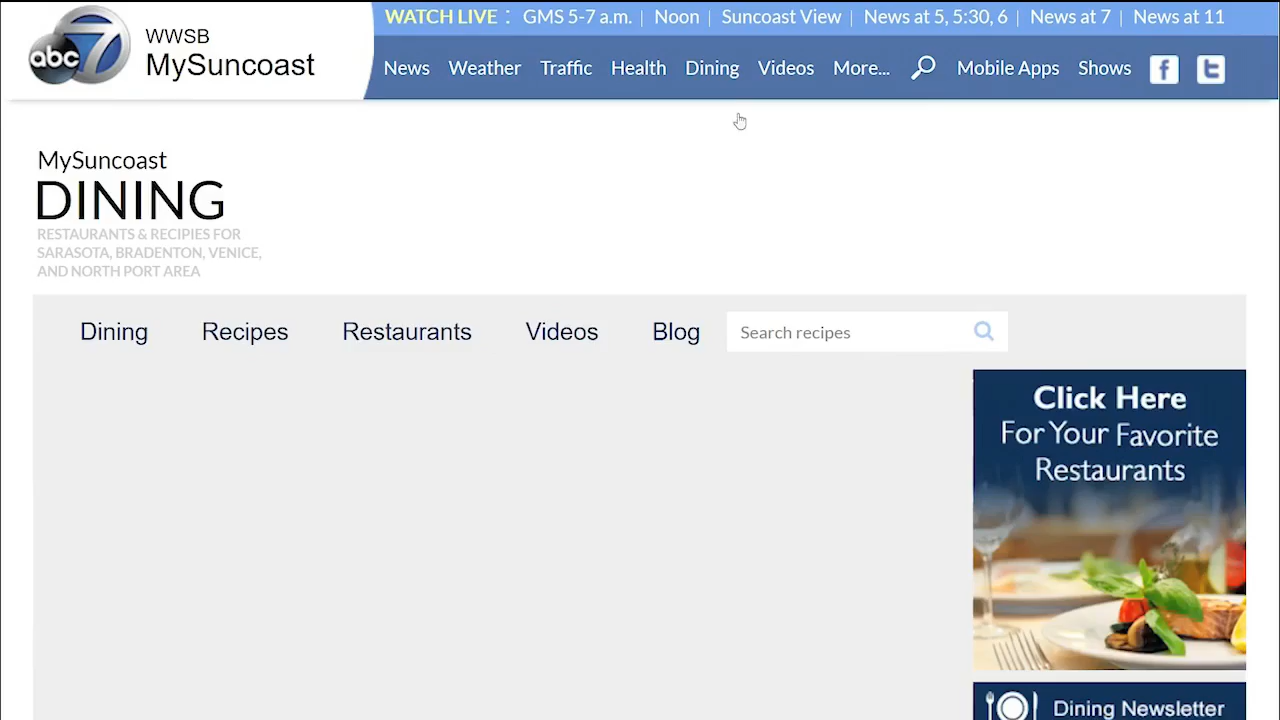 WATCH LIVE : GMS 5-7 a.m. | Noon | Suncoast View | News at 5, 5:30, 6 | News at 7 | News at 11
abc 7
WWSB
MySuncoast
News Weather Traffic Health Dining Videos More... Mobile Apps Shows f t
MySuncoast
DINING
RESTAURANTS & RECIPIES FOR
SARASOTA, BRADENTON, VENICE,
AND NORTH PORT AREA
Dining Recipes Restaurants Videos Blog Search recipes
Click Here
For Your Favorite
Restaurants
Dining Newsletter